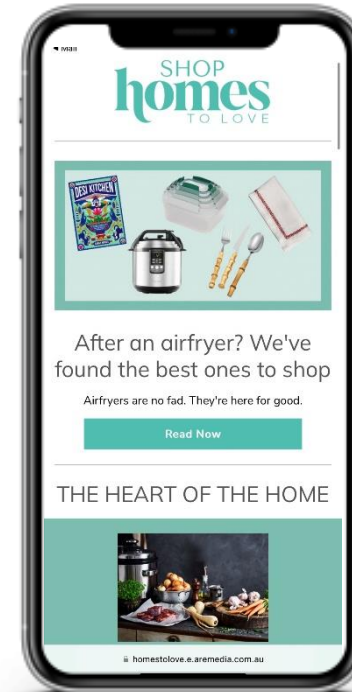 Mail
SHOP
homes
TO LOVE
DESI KITCHEN
After an airfryer? We've
found the best ones to shop
Airfryers are no fad. They're here for good.
Read Now
THE HEART OF THE HOME
homestolove.e.aremedia.com.au